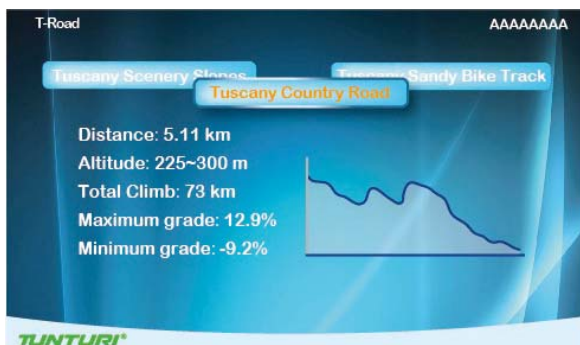 T-Road
AAAAAAAA
Tuscany Scenery Slopes
Tuscany Sandy Bike Track
Tuscany Country Road
Distance: 5.11 km
Altitude: 225~300 m
Total Climb: 73 km
Maximum grade: 12.9%
Minimum grade: -9.2%
TUNTURI®